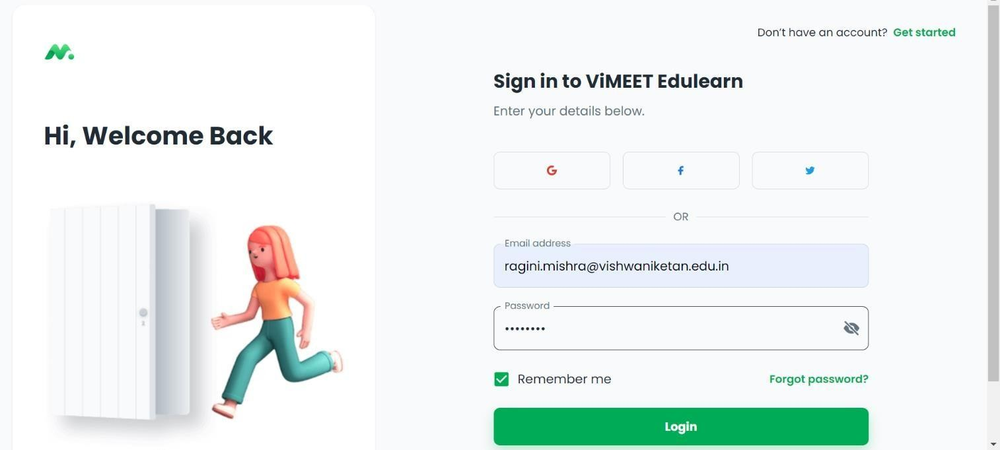 Don't have an account? Get started
Hi, Welcome Back
Sign in to ViMEET Edulearn
Enter your details below.
OR
Email address
ragini.mishra@vishwaniketan.edu.in
Password
••••••••
Remember me
Forgot password?
Login